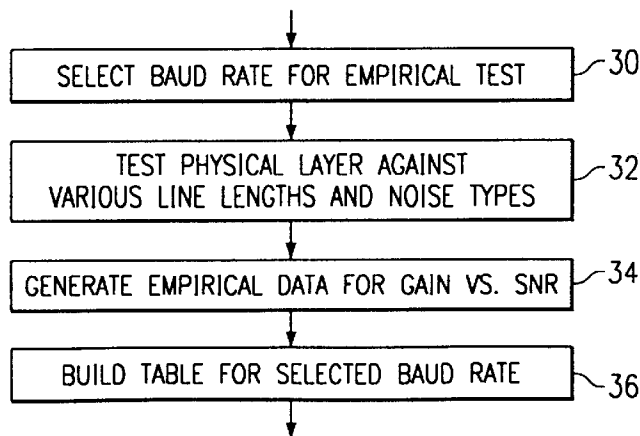 SELECT BAUD RATE FOR EMPIRICAL TEST
30
TEST PHYSICAL LAYER AGAINST
VARIOUS LINE LENGTHS AND NOISE TYPES
32
GENERATE EMPIRICAL DATA FOR GAIN VS. SNR
34
BUILD TABLE FOR SELECTED BAUD RATE
36